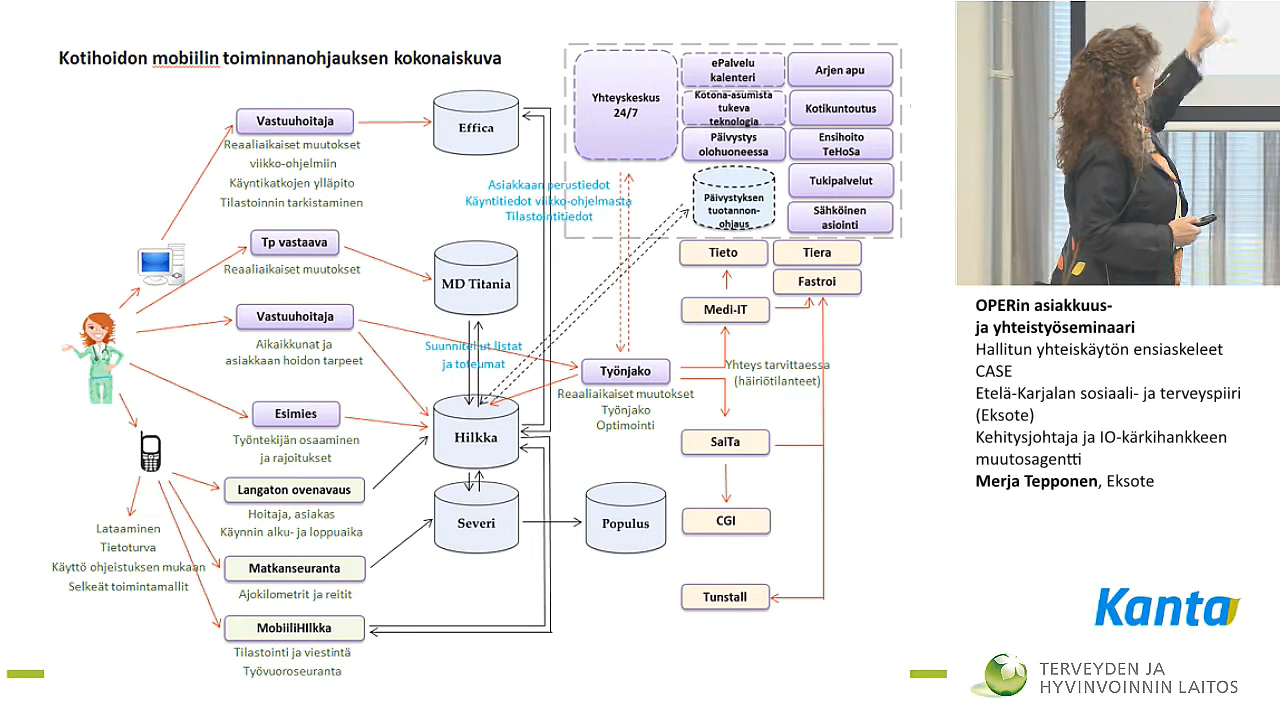 Kotihoidon mobiilin toiminnanohjauksen kokonaiskuva
Vastuuhoitaja
Reaaliaikaiset muutokset
viikko-ohjelmiin
Käyntikatkojen ylläpito
Tilastoinnin tarkistaminen
Tp vastaava
Reaaliaikaiset muutokset
Vastuuhoitaja
Aikaikkunat ja
asiakkaan hoidon tarpeet
Esimies
Työntekijän osaaminen
ja rajoitukset
Langaton ovenavaus
Hoitaja, asiakas
Käynnin alku- ja loppuaika
Matkanseuranta
Ajokilometrit ja reitit
MobiiliHIlkka
Tilastointi ja viestintä
Työvuoroseuranta
Lataaminen
Tietoturva
Käyttö ohjeistuksen mukaan
Selkeät toimintamallit
Effica
MD Titania
Hilkka
Severi
Populus
Asiakkaan perustiedot
Käyntitiedot viikko-ohjelmasta
Tilastointitiedot
Suunnitellut listat
ja toteumat
Yhteyskeskus
24/7
ePalvelu
kalenteri
Kotona-asumista
tukeva
teknologia
Päivystys
olohuoneessa
Päivystyksen
tuotannon-
ohjaus
Arjen apu
Kotikuntoutus
Ensihoito
TeHoSa
Tukipalvelut
Sähköinen
asiointi
Tieto
Tiera
Fastroi
Medi-IT
Työnjako
Reaaliaikaiset muutokset
Työnjako
Optimointi
Yhteys tarvittaessa
(häiriötilanteet)
SaiTa
CGI
Tunstall
OPERin asiakkuus-
ja yhteistyöseminaari
Hallitun yhteiskäytön ensiaskeleet
CASE
Etelä-Karjalan sosiaali- ja terveyspiiri
(Eksote)
Kehitysjohtaja ja IO-kärkihankkeen
muutosagentti
Merja Tepponen, Eksote
Kanta
TERVEYDEN JA
HYVINVOINNIN LAITOS